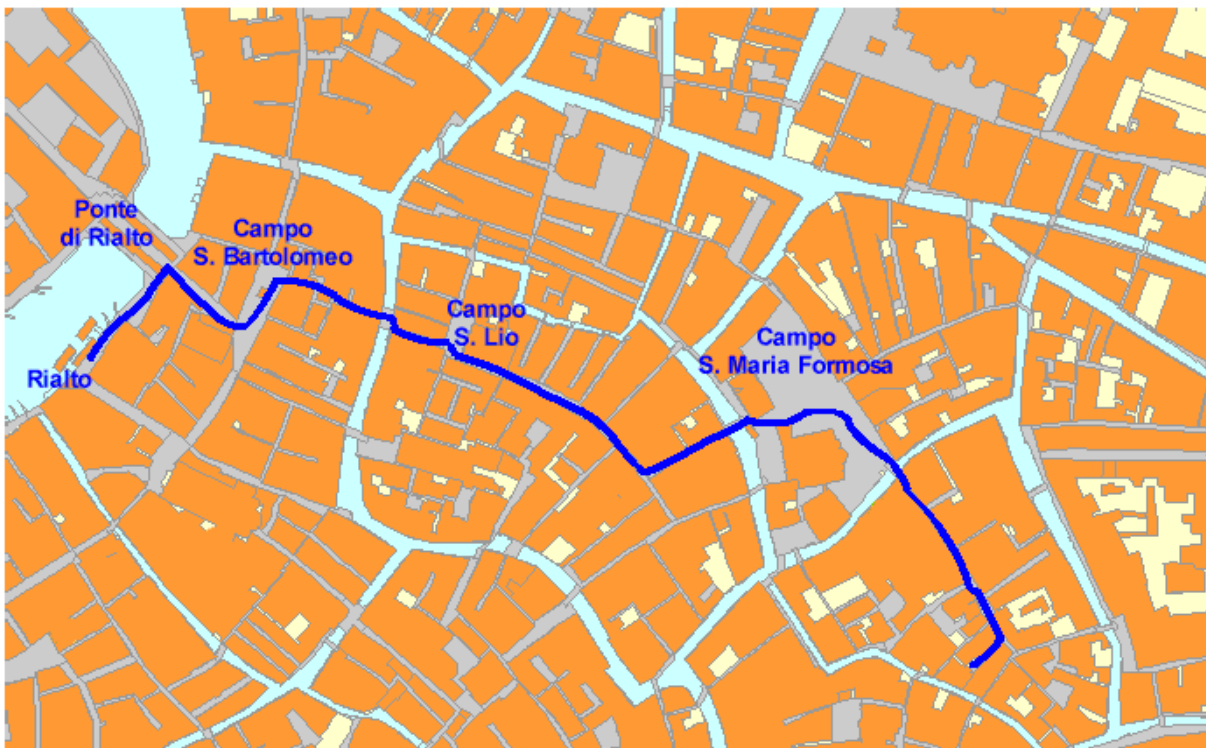 Ponte
di Rialto
Campo
S. Bartolomeo
Campo
S. Lio
Campo
S. Maria Formosa
Rialto